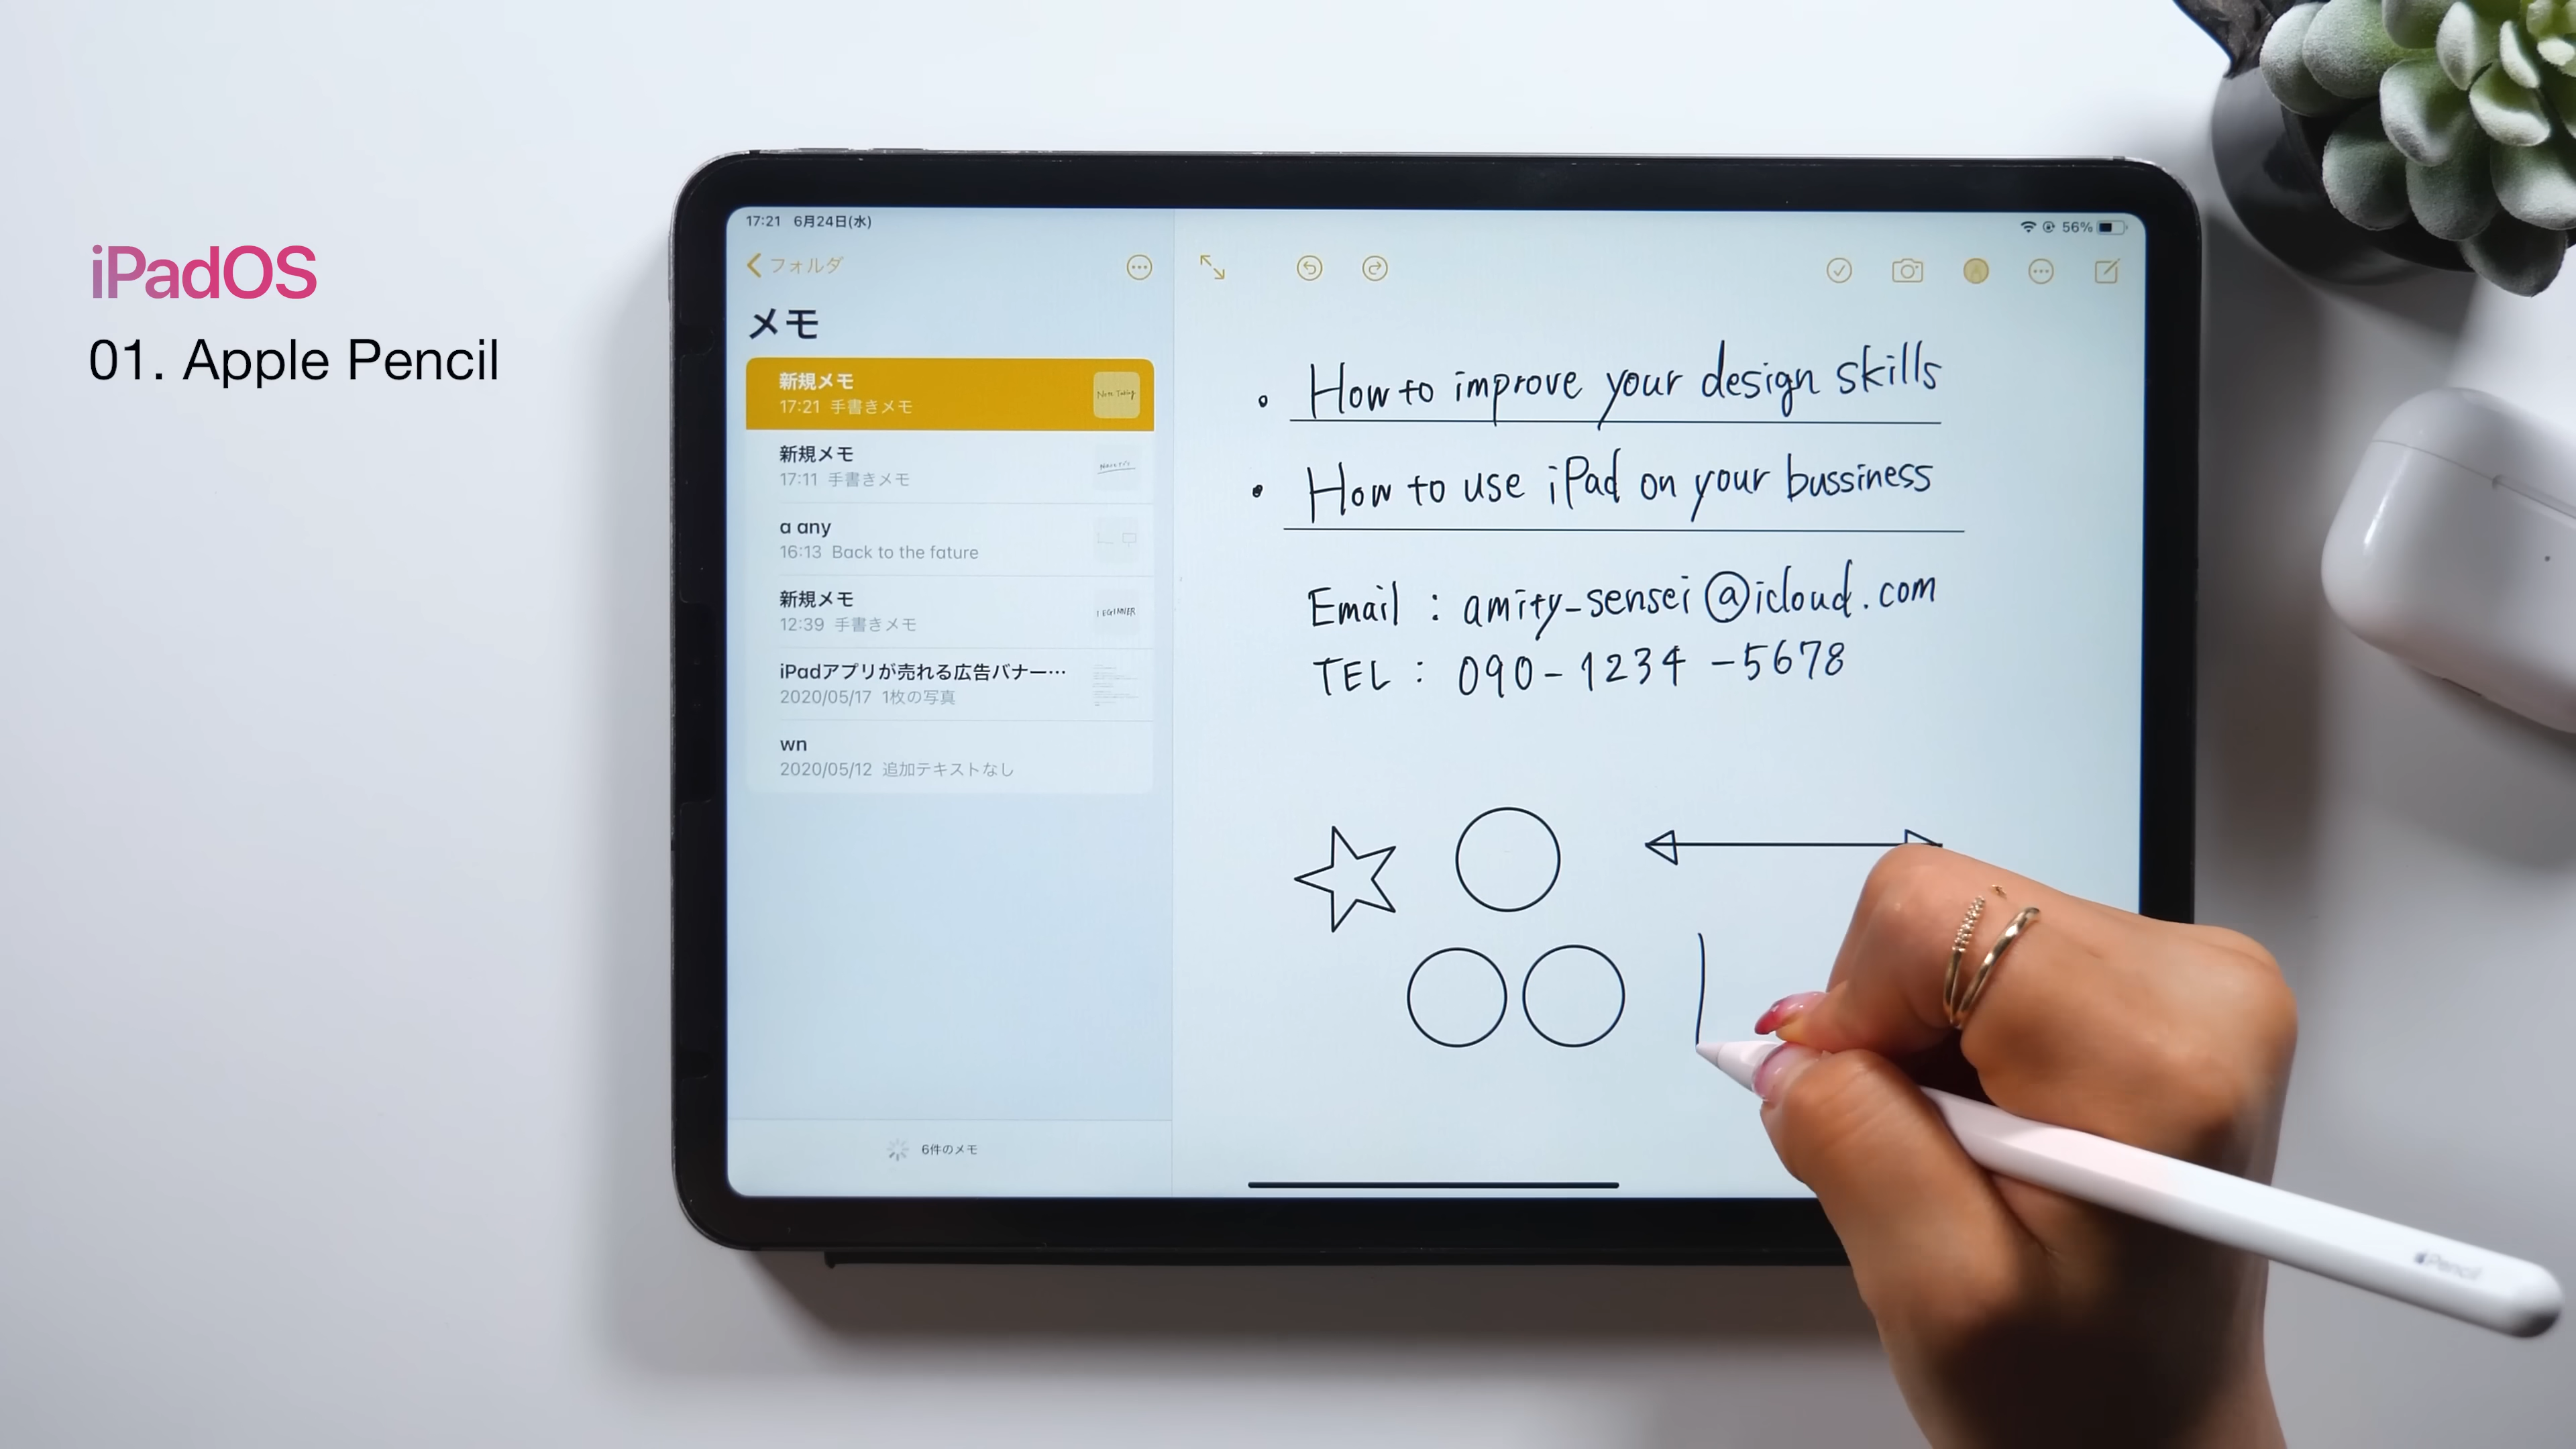 iPadOS
01. Apple Pencil
17:21 6月24日(水)
56%
フォルダ
メモ
新規メモ
17:21 手書きメモ
Note Taking
新規メモ
17:11 手書きメモ
a any
16:13 Back to the fature
新規メモ
12:39 手書きメモ
iPadアプリが売れる広告バナー…
2020/05/17 1枚の写真
wn
2020/05/12 追加テキストなし
6件のメモ
• How to improve your design skills
• How to use iPad on your bussiness
Email : amity-sensei@icloud.com
TEL : 090-1234-5678
Pencil